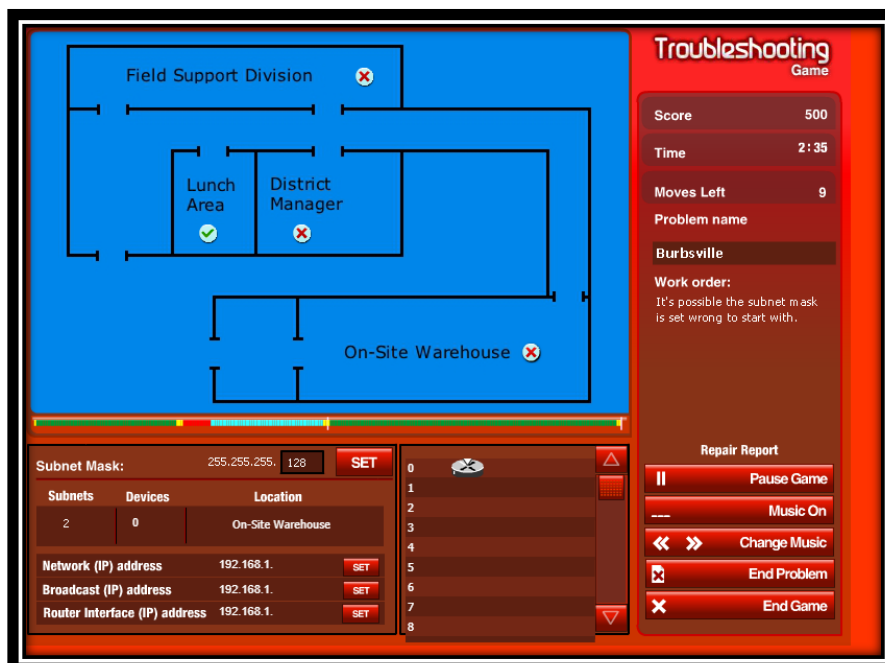 Troubleshooting
Game
Field Support Division
Score 500
Time 2:35
Lunch Area
District Manager
Moves Left 9
Problem name
Burbsville
Work order:
It's possible the subnet mask
is set wrong to start with.
On-Site Warehouse
Subnet Mask: 255.255.255. 128 SET
Subnets Devices Location
2 0 On-Site Warehouse
Network (IP) address 192.168.1. SET
Broadcast (IP) address 192.168.1. SET
Router Interface (IP) address 192.168.1. SET
0
1
2
3
4
5
6
7
8
Repair Report
Pause Game
Music On
Change Music
End Problem
End Game